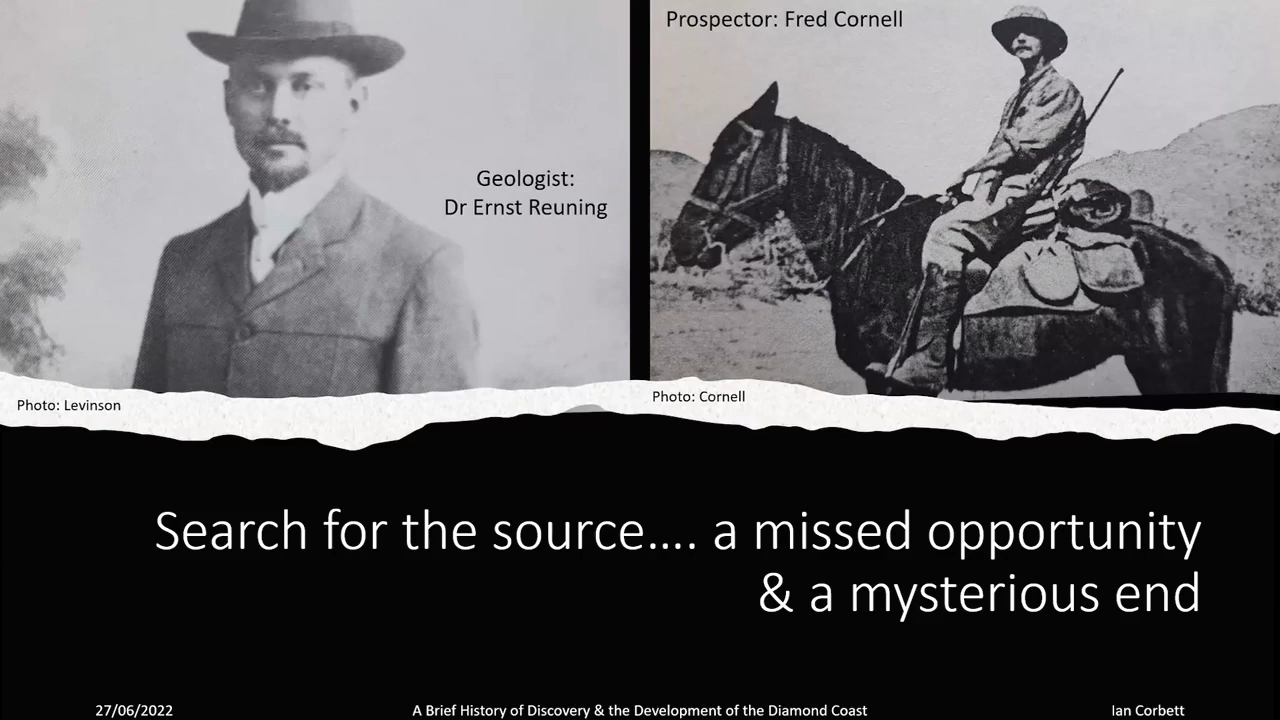 Prospector: Fred Cornell
Geologist:
Dr Ernst Reuning
Photo: Levinson
Photo: Cornell
Search for the source.... a missed opportunity
& a mysterious end
27/06/2022
A Brief History of Discovery & the Development of the Diamond Coast
Ian Corbett